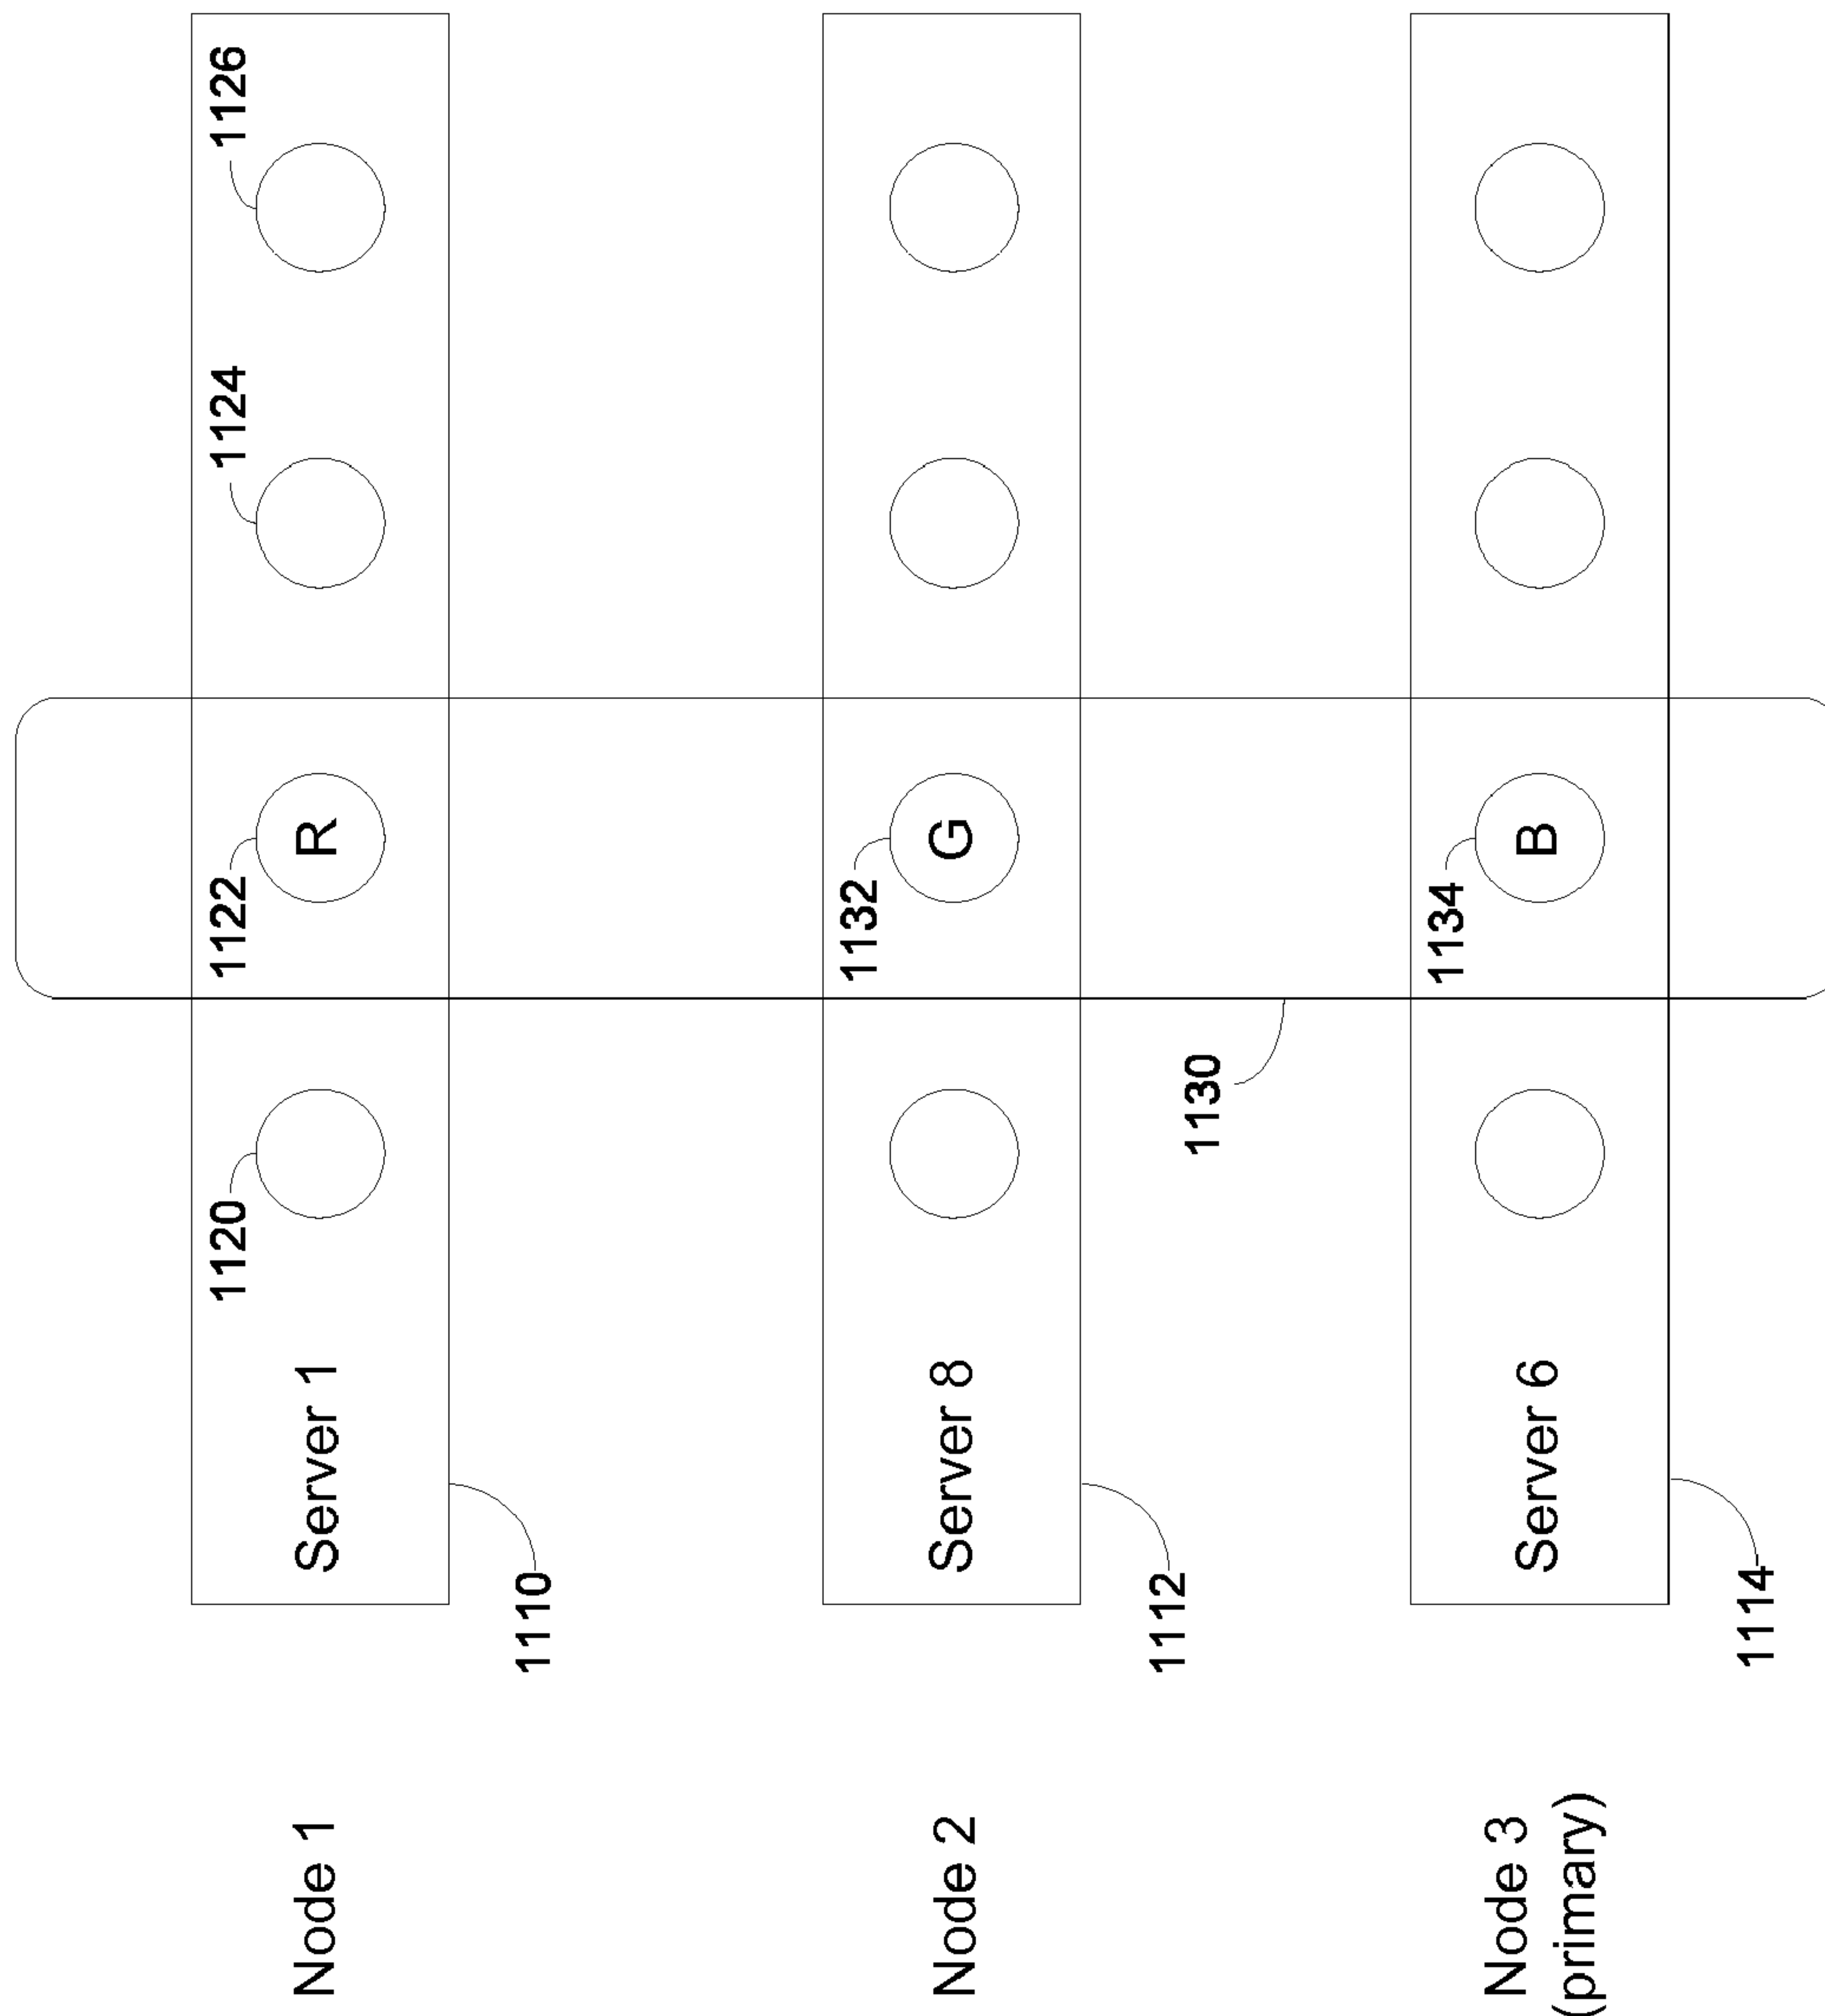 1120 1122 1124 1126
Node 1 Server 1 R
1110
1132
Node 2 Server 8 G
1112
1130
1134
Node 3 Server 6 B
(primary)
1114